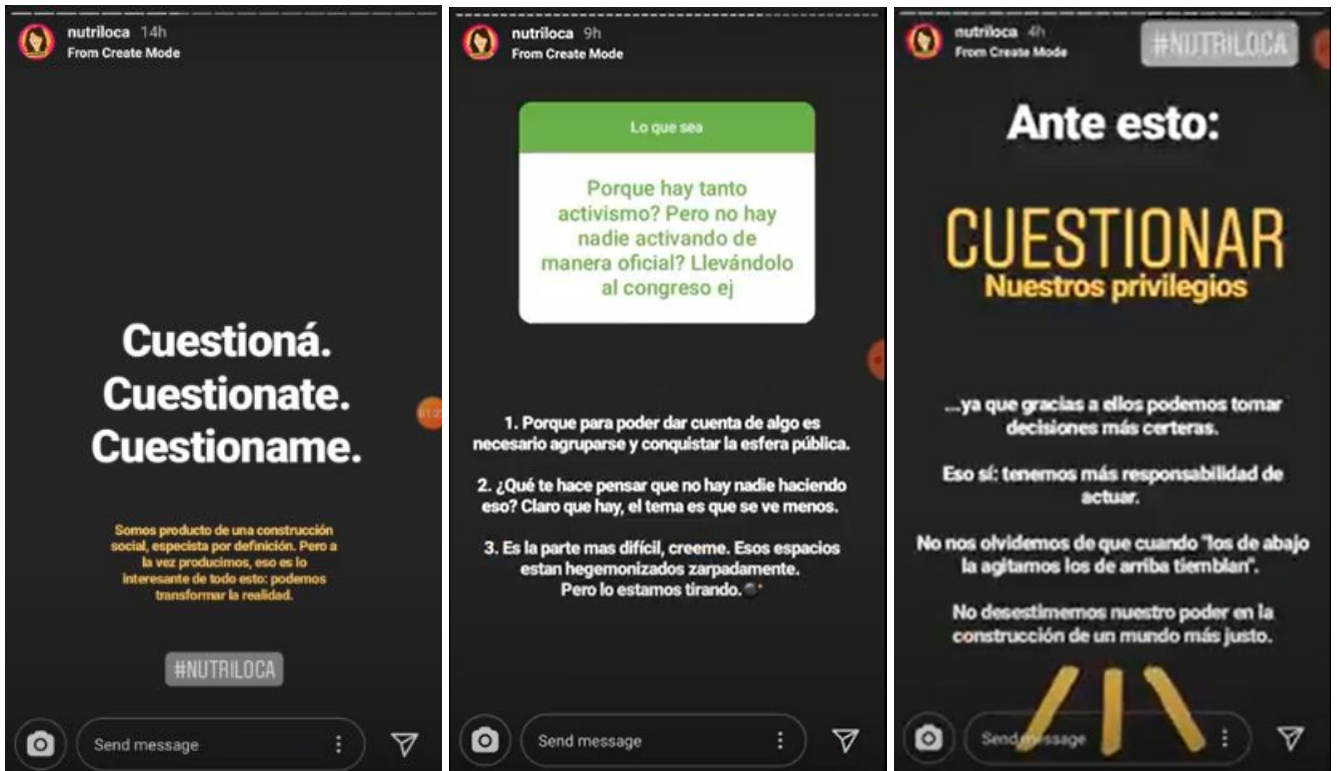 nutriloca 14h
From Create Mode
Cuestioná.
Cuestionate.
Cuestioname.
Somos producto de una construcción
social, especista por definición. Pero a
la vez producimos, eso es lo
interesante de todo esto: podemos
transformar la realidad.
#NUTRILOCA
Send message
nutriloca 9h
From Create Mode
Lo que sea
Porque hay tanto
activismo? Pero no hay
nadie activando de
manera oficial? Llevándolo
al congreso ej
1. Porque para poder dar cuenta de algo es
necesario agruparse y conquistar la esfera pública.
2. ¿Qué te hace pensar que no hay nadie haciendo
eso? Claro que hay, el tema es que se ve menos.
3. Es la parte mas difícil, creeme. Esos espacios
estan hegemonizados zarpadamente.
Pero lo estamos tirando.
Send message
nutriloca 4h
From Create Mode
#NUTRILOCA
Ante esto:
CUESTIONAR
Nuestros privilegios
...ya que gracias a ellos podemos tomar
decisiones más certeras.
Eso sí: tenemos más responsabilidad de
actuar.
No nos olvidemos de que cuando "los de abajo
la agitamos los de arriba tiemblan".
No desestimemos nuestro poder en la
construcción de un mundo más justo.
Send message